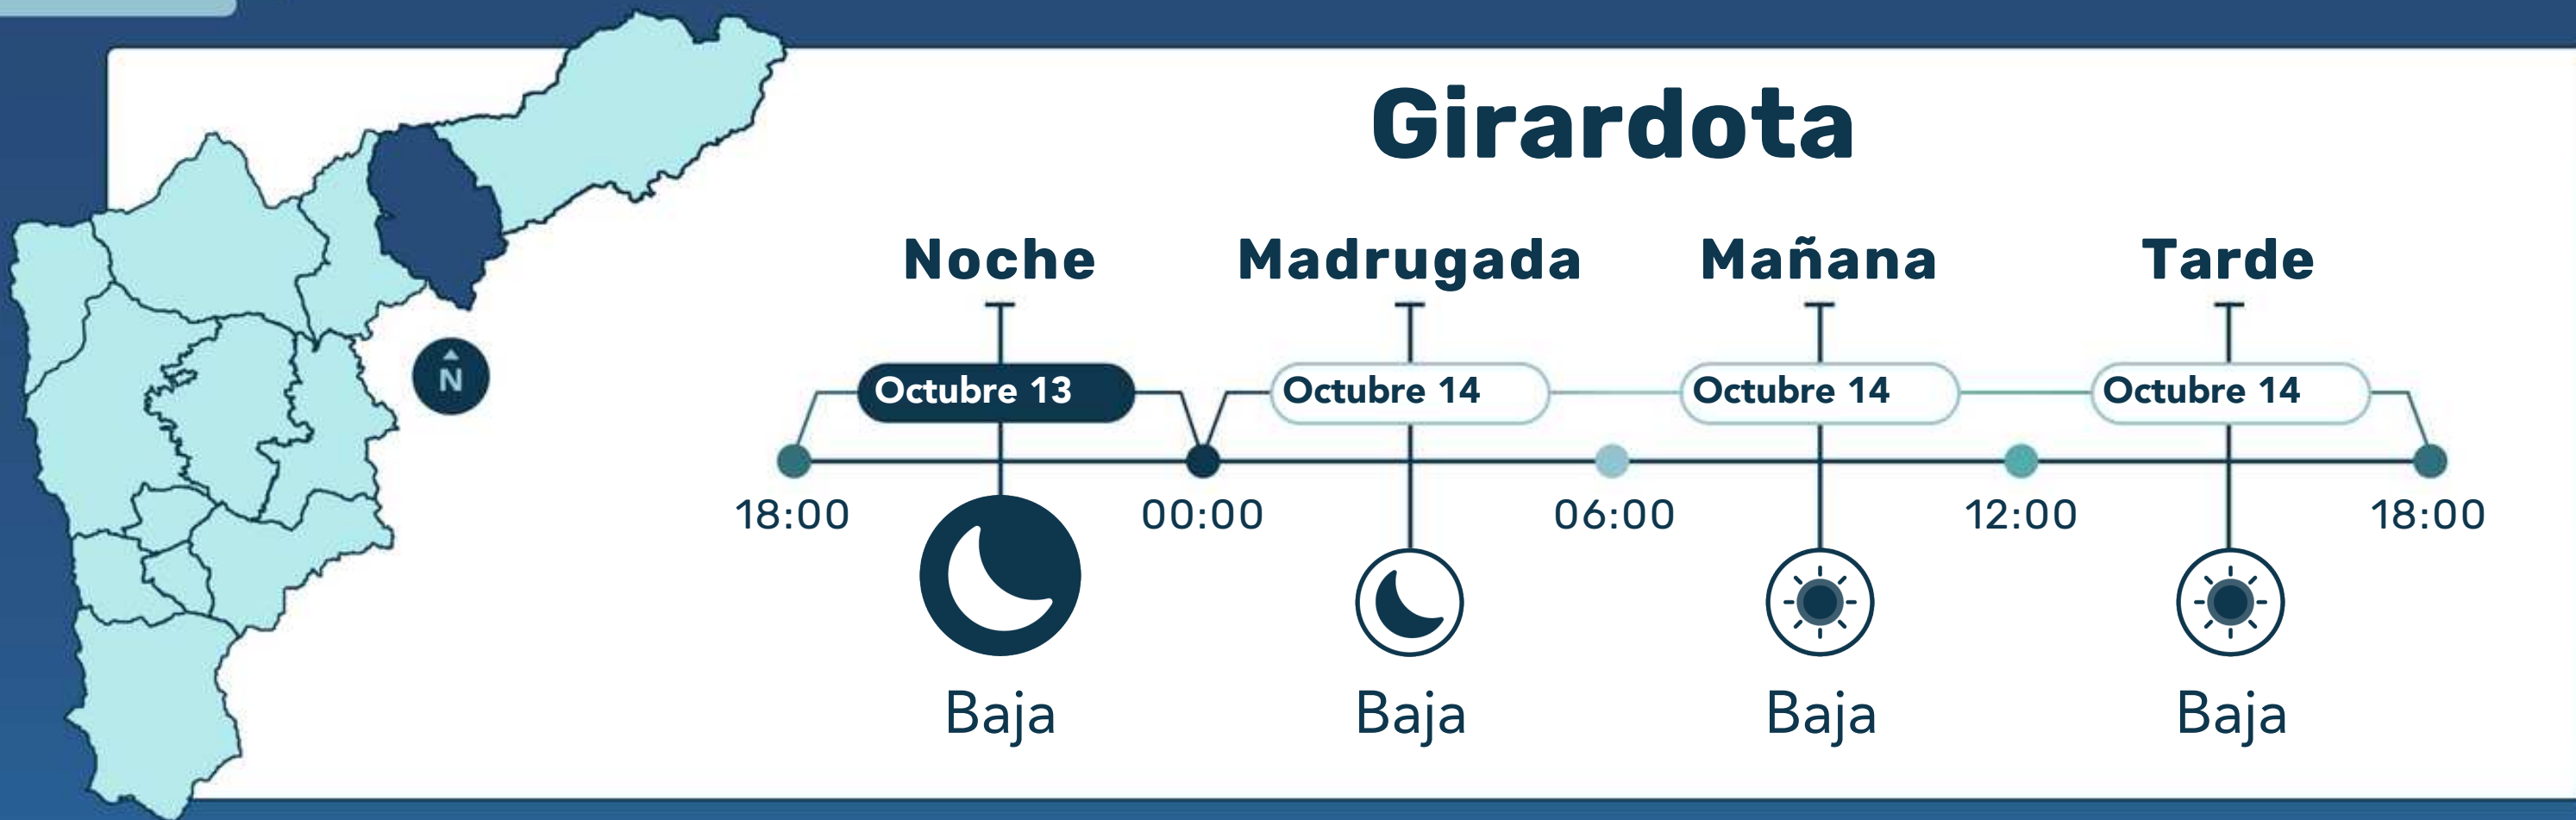 Girardota
Noche Madrugada Mañana Tarde
Octubre 13 Octubre 14 Octubre 14 Octubre 14
N
18:00 00:00 06:00 12:00 18:00
Baja Baja Baja Baja